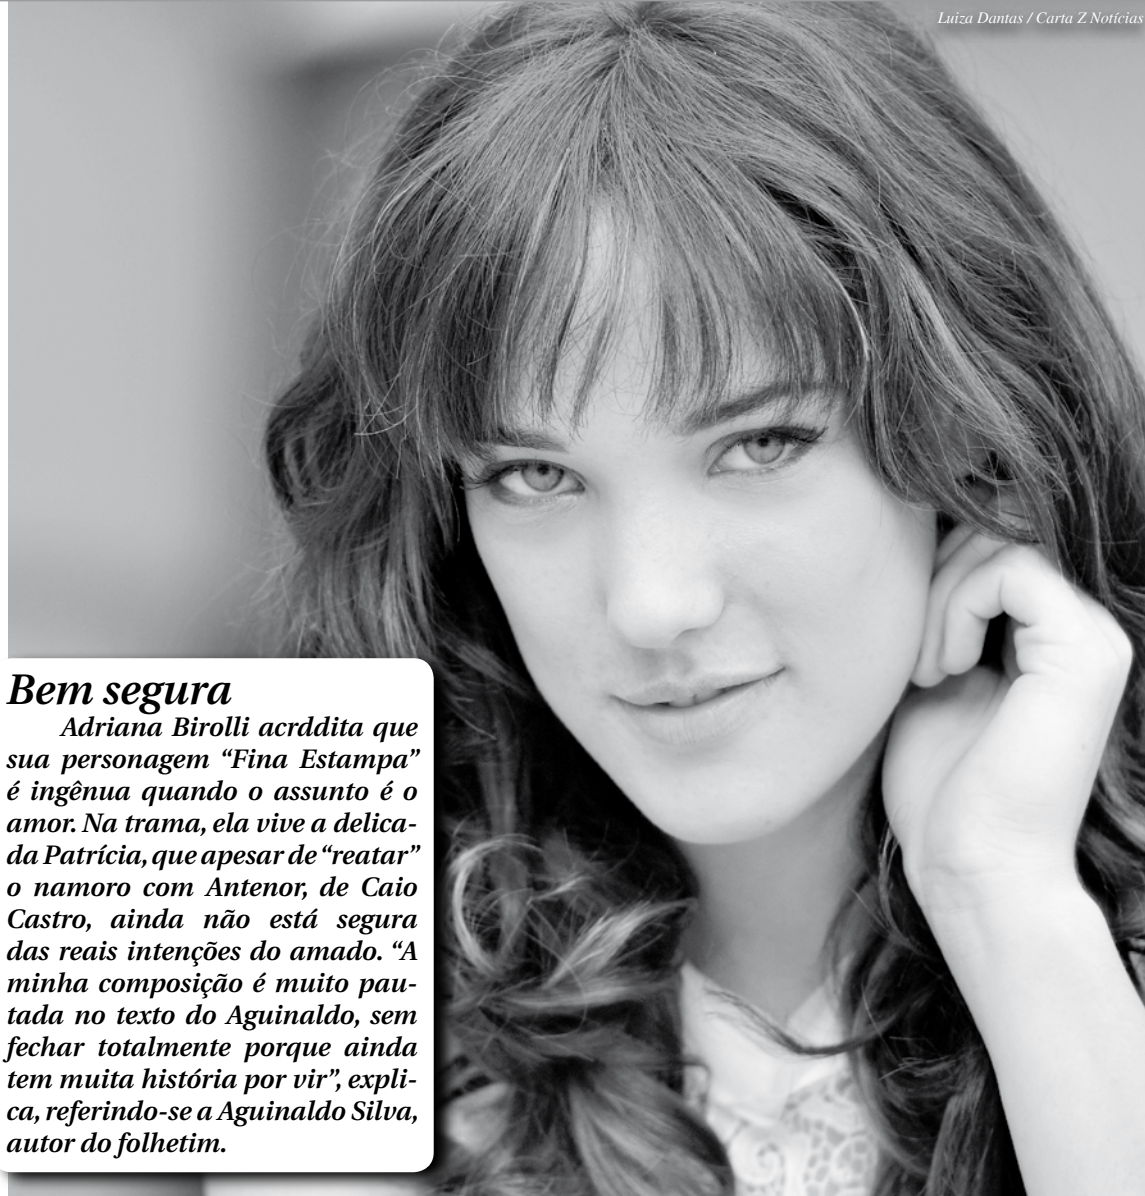 Luiza Dantas / Carta Z Notícias
Bem segura
Adriana Birolli acrddita que
sua personagem “Fina Estampa”
é ingênua quando o assunto é o
amor. Na trama, ela vive a delica-
da Patrícia, que apesar de “reatar”
o namoro com Antenor, de Caio
Castro, ainda não está segura
das reais intenções do amado. “A
minha composição é muito pau-
tada no texto do Aguinaldo, sem
fechar totalmente porque ainda
tem muita história por vir”, expli-
ca, referindo-se a Aguinaldo Silva,
autor do folhetim.